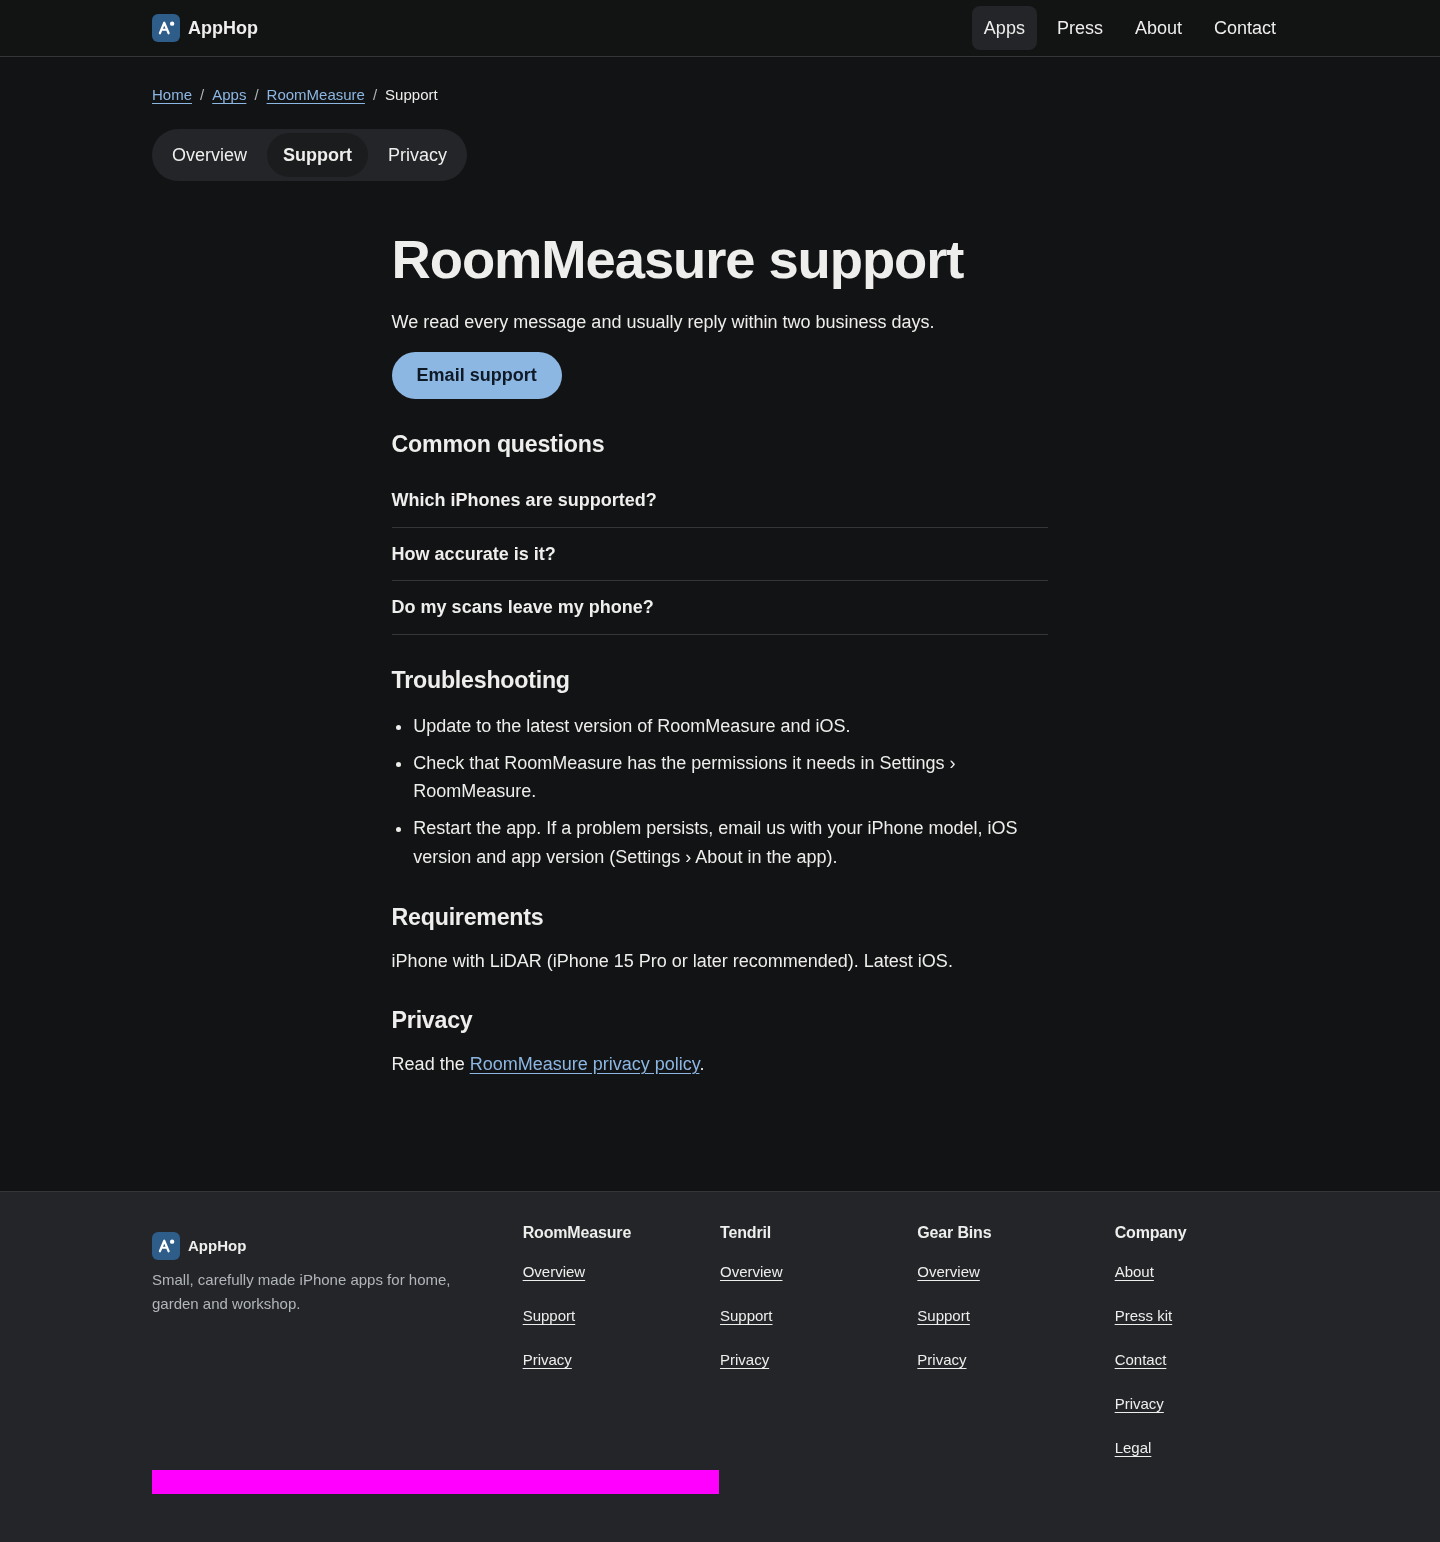 AppHop
Apps Press About Contact
Home / Apps / RoomMeasure / Support
Overview Support Privacy
RoomMeasure support
We read every message and usually reply within two business days.
Email support
Common questions
Which iPhones are supported?
How accurate is it?
Do my scans leave my phone?
Troubleshooting
• Update to the latest version of RoomMeasure and iOS.
• Check that RoomMeasure has the permissions it needs in Settings ›
RoomMeasure.
• Restart the app. If a problem persists, email us with your iPhone model, iOS
version and app version (Settings › About in the app).
Requirements
iPhone with LiDAR (iPhone 15 Pro or later recommended). Latest iOS.
Privacy
Read the RoomMeasure privacy policy.
AppHop
Small, carefully made iPhone apps for home,
garden and workshop.
RoomMeasure
Overview
Support
Privacy
Tendril
Overview
Support
Privacy
Gear Bins
Overview
Support
Privacy
Company
About
Press kit
Contact
Privacy
Legal